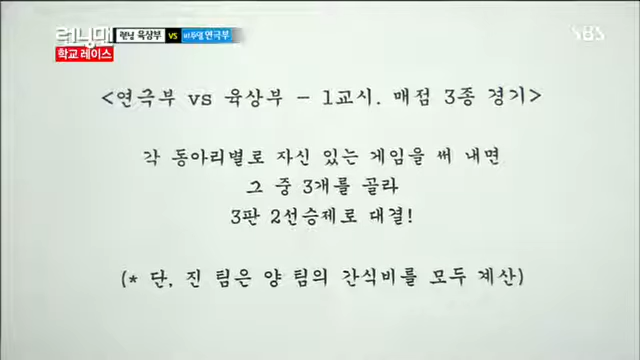 런닝맨
런닝 육상부 VS 비투엘 연극부
SBS
학교 레이스
<연극부 vs 육상부 - 1교시. 매점 3종 경기>
각 동아리별로 자신 있는 게임을 써 내면
그 중 3개를 골라
3판 2선승제로 대결!
(* 단, 진 팀은 양 팀의 간식비를 모두 계산)